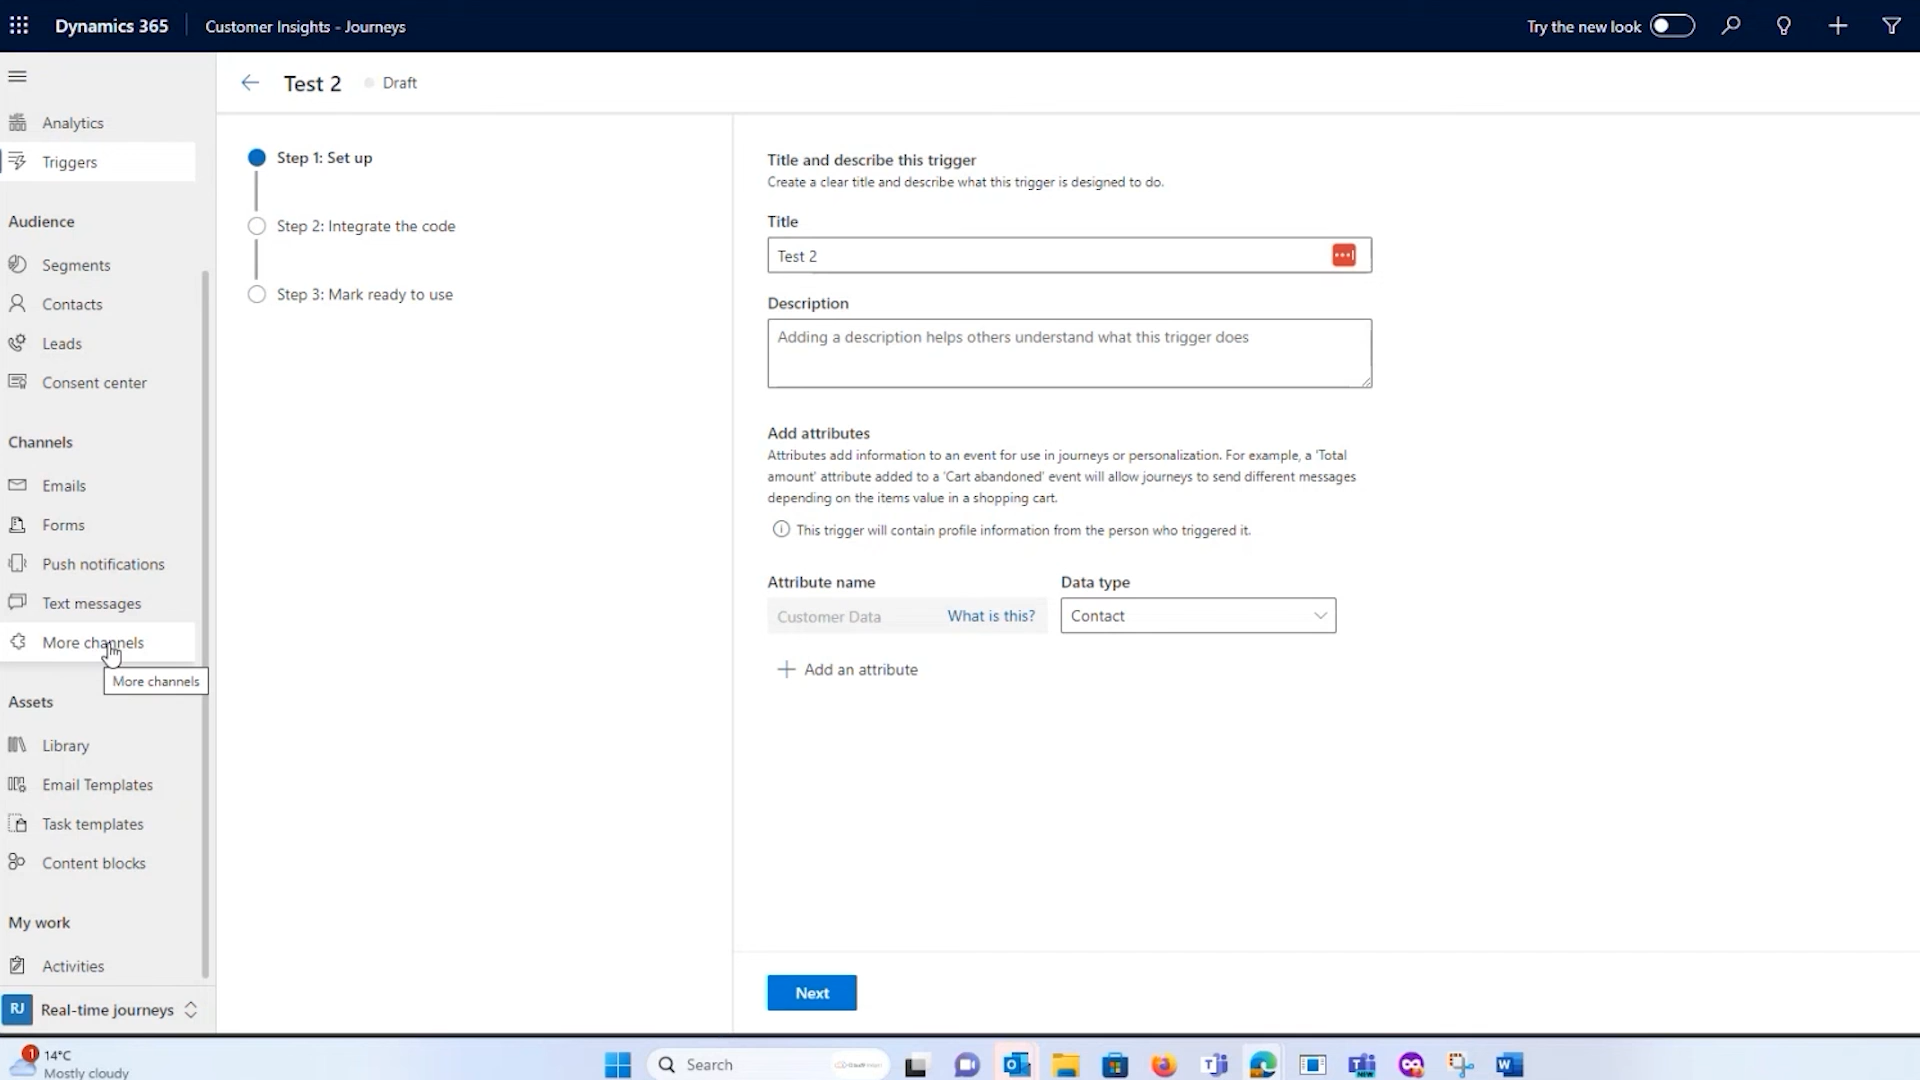 Dynamics 365
Customer Insights - Journeys
Try the new look
Test 2
Draft
Analytics
Triggers
Audience
Segments
Contacts
Leads
Consent center
Channels
Emails
Forms
Push notifications
Text messages
More channels
More channels
Assets
Library
Email Templates
Task templates
Content blocks
My work
Activities
RJ
Real-time journeys
Step 1: Set up
Step 2: Integrate the code
Step 3: Mark ready to use
Title and describe this trigger
Create a clear title and describe what this trigger is designed to do.
Title
Test 2
Description
Adding a description helps others understand what this trigger does
Add attributes
Attributes add information to an event for use in journeys or personalization. For example, a 'Total
amount' attribute added to a 'Cart abandoned' event will allow journeys to send different messages
depending on the items value in a shopping cart.
This trigger will contain profile information from the person who triggered it.
Attribute name
Data type
Customer Data
What is this?
Contact
Add an attribute
Next
1
14°C
Mostly cloudy
Search
NEW